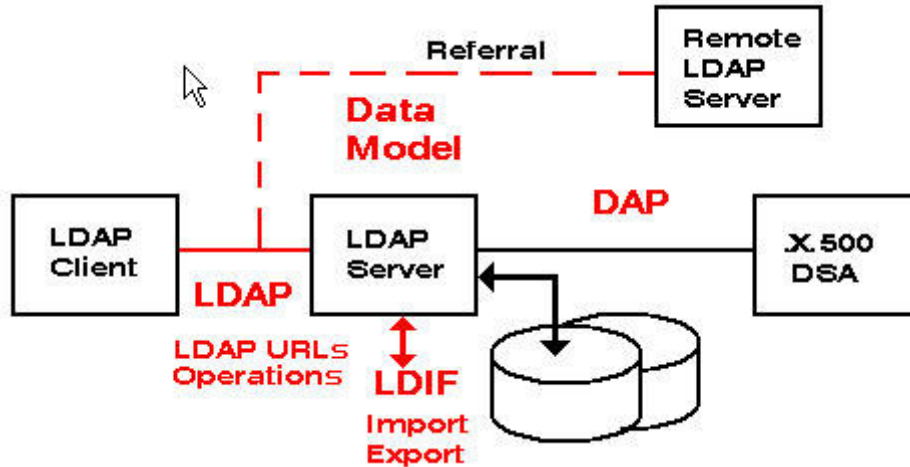 Referral
Remote
LDAP
Server
Data
Model
DAP
LDAP
Client
LDAP
Server
.X.500
DSA
LDAP
LDAP URLs
Operations
LDIF
Import
Export